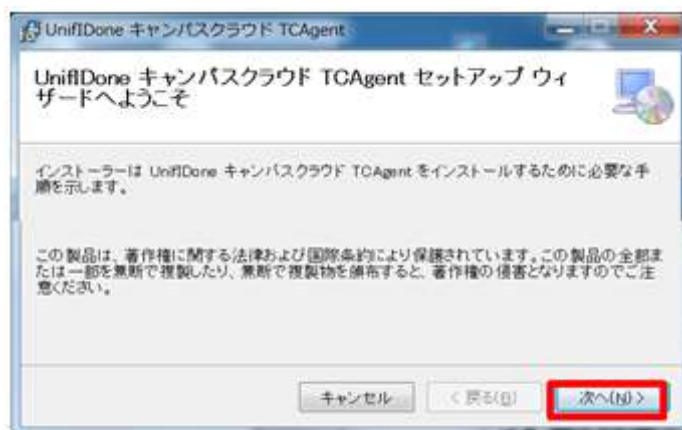 UnifIDone キャンパスクラウド TCAgent
UnifIDone キャンパスクラウド TCAgent セットアップ ウィ
ザードへようこそ
インストーラーは UnifIDone キャンパスクラウド TCAgent をインストールするために必要な手
順を示します。
この製品は、著作権に関する法律および国際条約により保護されています。この製品の全部ま
たは一部を無断で複製したり、無断で複製物を頒布すると、著作権の侵害となりますのでご注
意ください。
キャンセル
< 戻る(B)
次へ(N) >